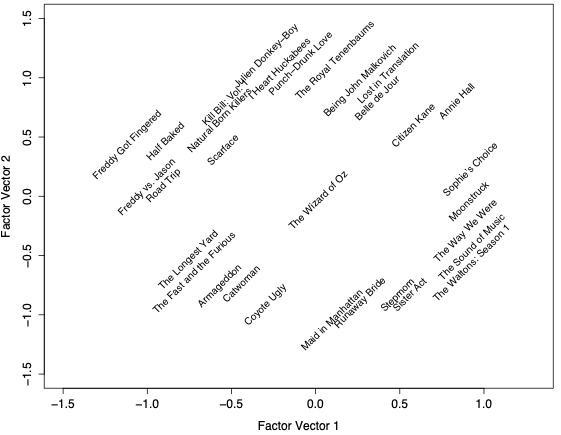 Factor Vector 2
1.5
1.0
0.5
0.0
−0.5
−1.0
−1.5
Julien Donkey−Boy
I Heart Huckabees
Punch−Drunk Love
The Royal Tenenbaums
Kill Bill: Vol. 1
Natural Born Killers
Being John Malkovich
Lost in Translation
Belle de Jour
Freddy Got Fingered
Half Baked
Scarface
Citizen Kane
Annie Hall
Freddy vs. Jason
Road Trip
The Wizard of Oz
Sophie's Choice
Moonstruck
The Way We Were
The Sound of Music
The Waltons: Season 1
The Longest Yard
The Fast and the Furious
Armageddon
Catwoman
Coyote Ugly
Maid in Manhattan
Runaway Bride
Stepmom
Sister Act
−1.5
−1.0
−0.5
0.0
0.5
1.0
Factor Vector 1